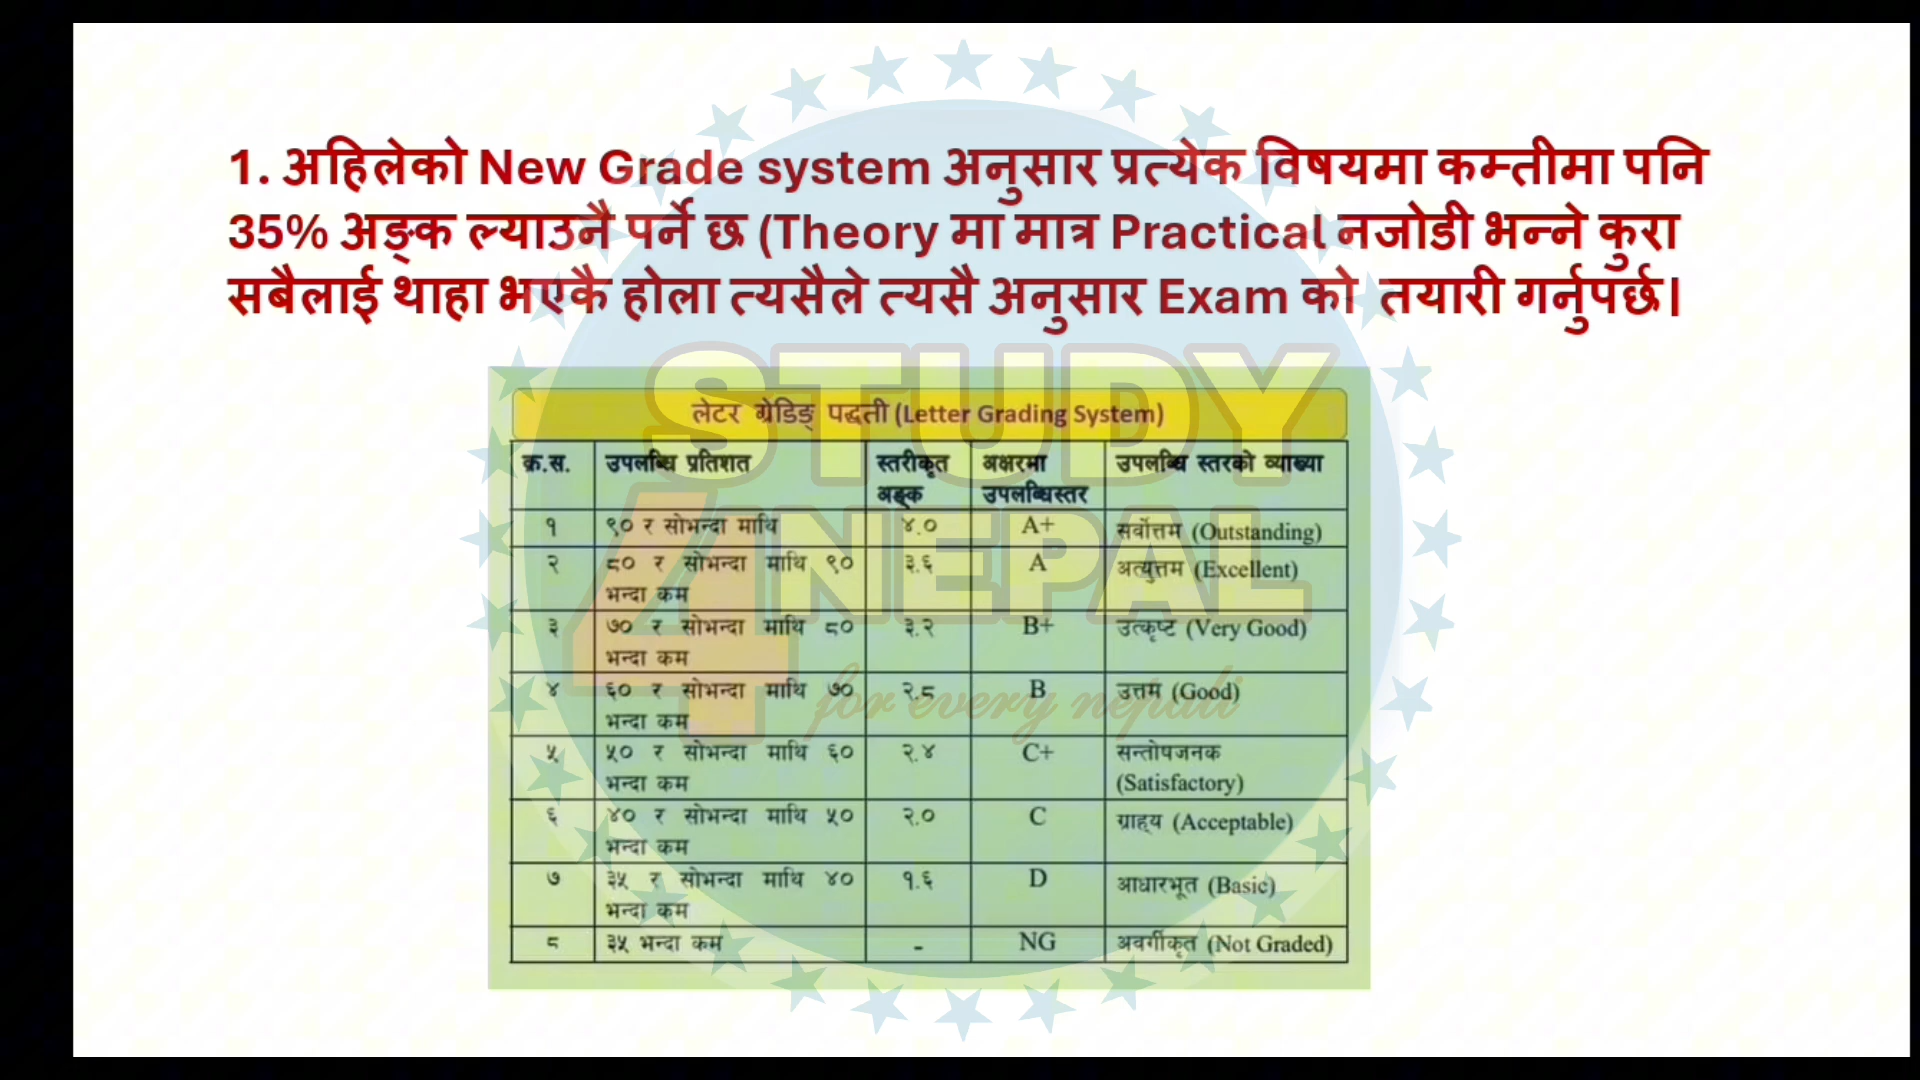 1. अहिलेको New Grade system अनुसार प्रत्येक विषयमा कम्तीमा पनि
35% अङ्क ल्याउनै पर्ने छ (Theory मा मात्र Practical नजोडी भन्ने कुरा
सबैलाई थाहा भएकै होला त्यसैले त्यसै अनुसार Exam को तयारी गर्नुपर्छ।
STUDY
4
NEPAL
for every nepali
लेटर ग्रेडिङ् पद्धती (Letter Grading System)
क्र.स. उपलब्धि प्रतिशत स्तरीकृत अङ्क अक्षरमा उपलब्धिस्तर उपलब्धि स्तरको व्याख्या
१ ९० र सोभन्दा माथि ४.० A+ सर्वोत्तम (Outstanding)
२ ८० र सोभन्दा माथि ९० भन्दा कम ३.६ A अत्युत्तम (Excellent)
३ ७० र सोभन्दा माथि ८० भन्दा कम ३.२ B+ उत्कृष्ट (Very Good)
४ ६० र सोभन्दा माथि ७० भन्दा कम २.८ B उत्तम (Good)
५ ५० र सोभन्दा माथि ६० भन्दा कम २.४ C+ सन्तोषजनक (Satisfactory)
६ ४० र सोभन्दा माथि ५० भन्दा कम २.० C ग्राह्य (Acceptable)
७ ३५ र सोभन्दा माथि ४० भन्दा कम १.६ D आधारभूत (Basic)
८ ३५ भन्दा कम - NG अवर्गीकृत (Not Graded)